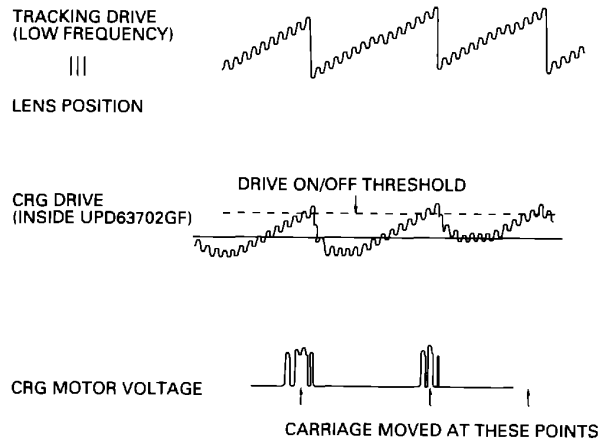 TRACKING DRIVE
(LOW FREQUENCY)
LENS POSITION
DRIVE ON/OFF THRESHOLD
CRG DRIVE
(INSIDE UPD63702GF)
CRG MOTOR VOLTAGE
CARRIAGE MOVED AT THESE POINTS